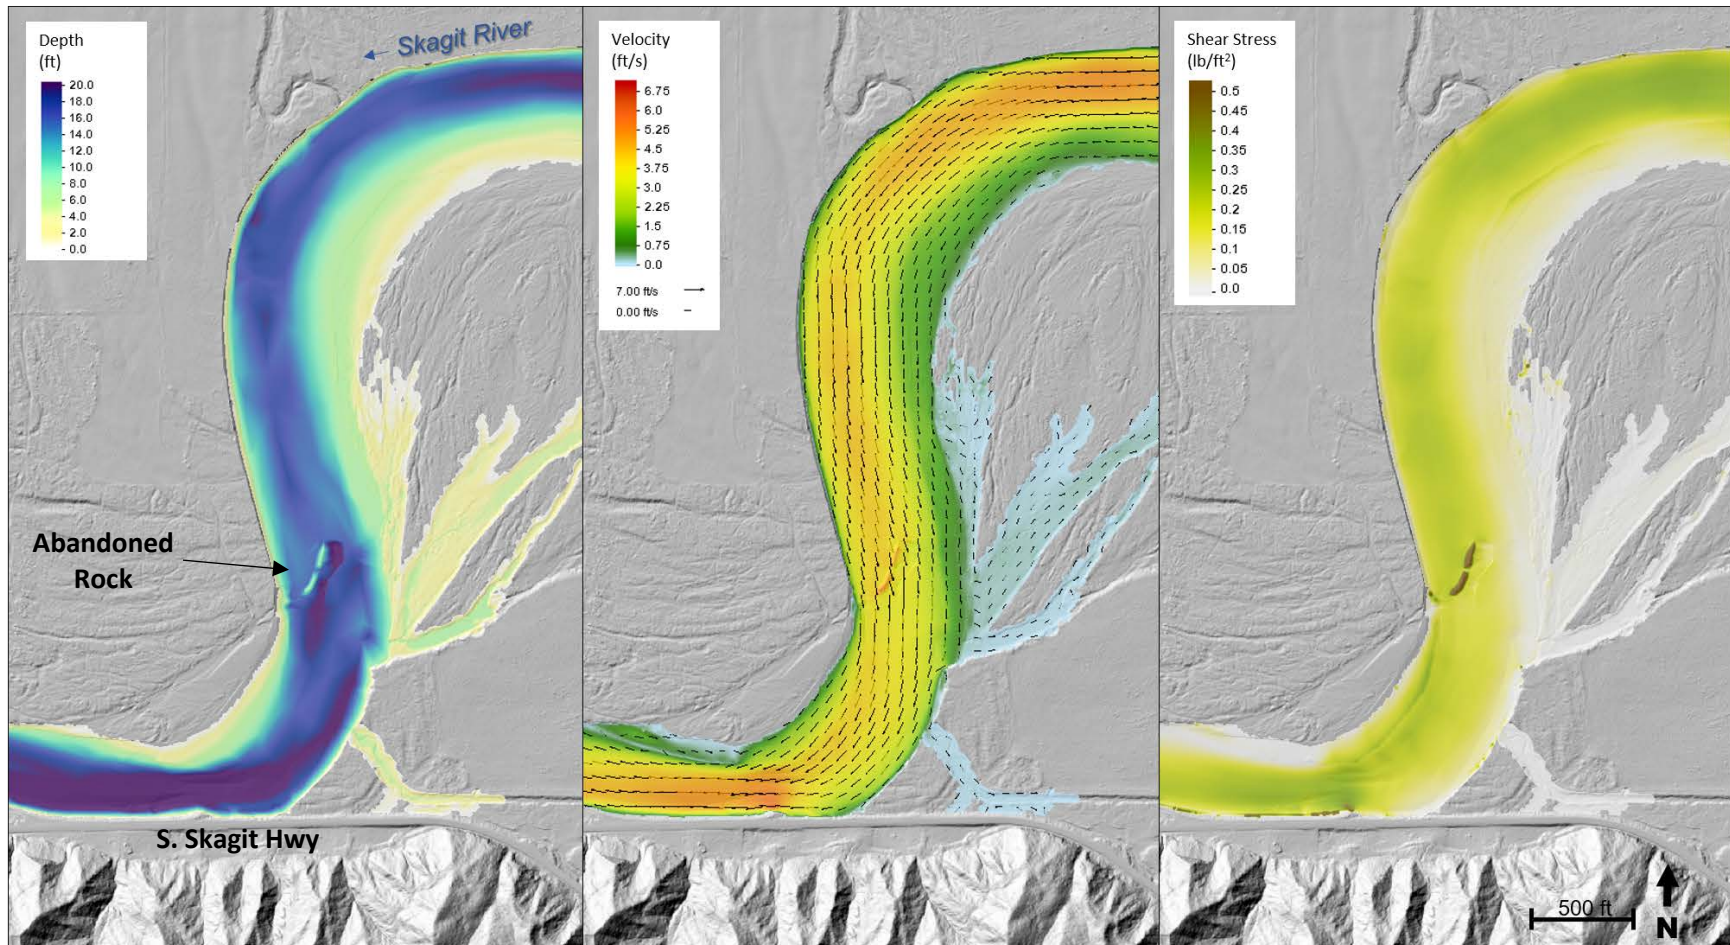 Depth
(ft)
20.0
18.0
16.0
14.0
12.0
10.0
8.0
6.0
4.0
2.0
0.0
← Skagit River
Abandoned
Rock
S. Skagit Hwy
Velocity
(ft/s)
6.75
6.0
5.25
4.5
3.75
3.0
2.25
1.5
0.75
0.0
7.00 ft/s
0.00 ft/s
Shear Stress
(lb/ft²)
0.5
0.45
0.4
0.35
0.3
0.25
0.2
0.15
0.1
0.05
0.0
500 ft
N